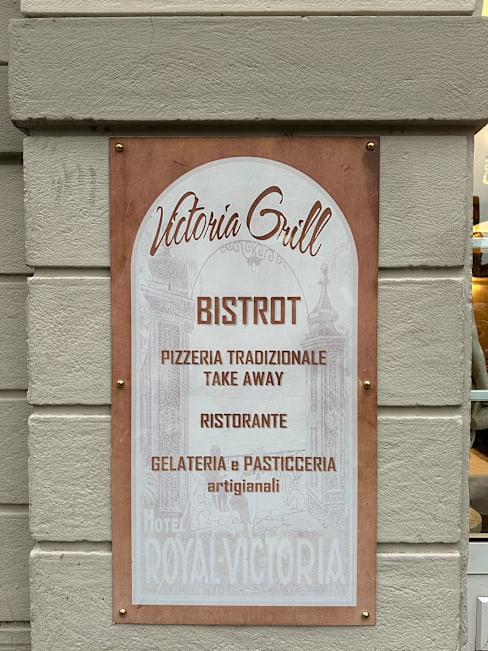 Victoria Grill
BISTROT
PIZZERIA TRADIZIONALE
TAKE AWAY
RISTORANTE
GELATERIA e PASTICCERIA
artigianali
HOTEL
ROYAL-VICTORIA